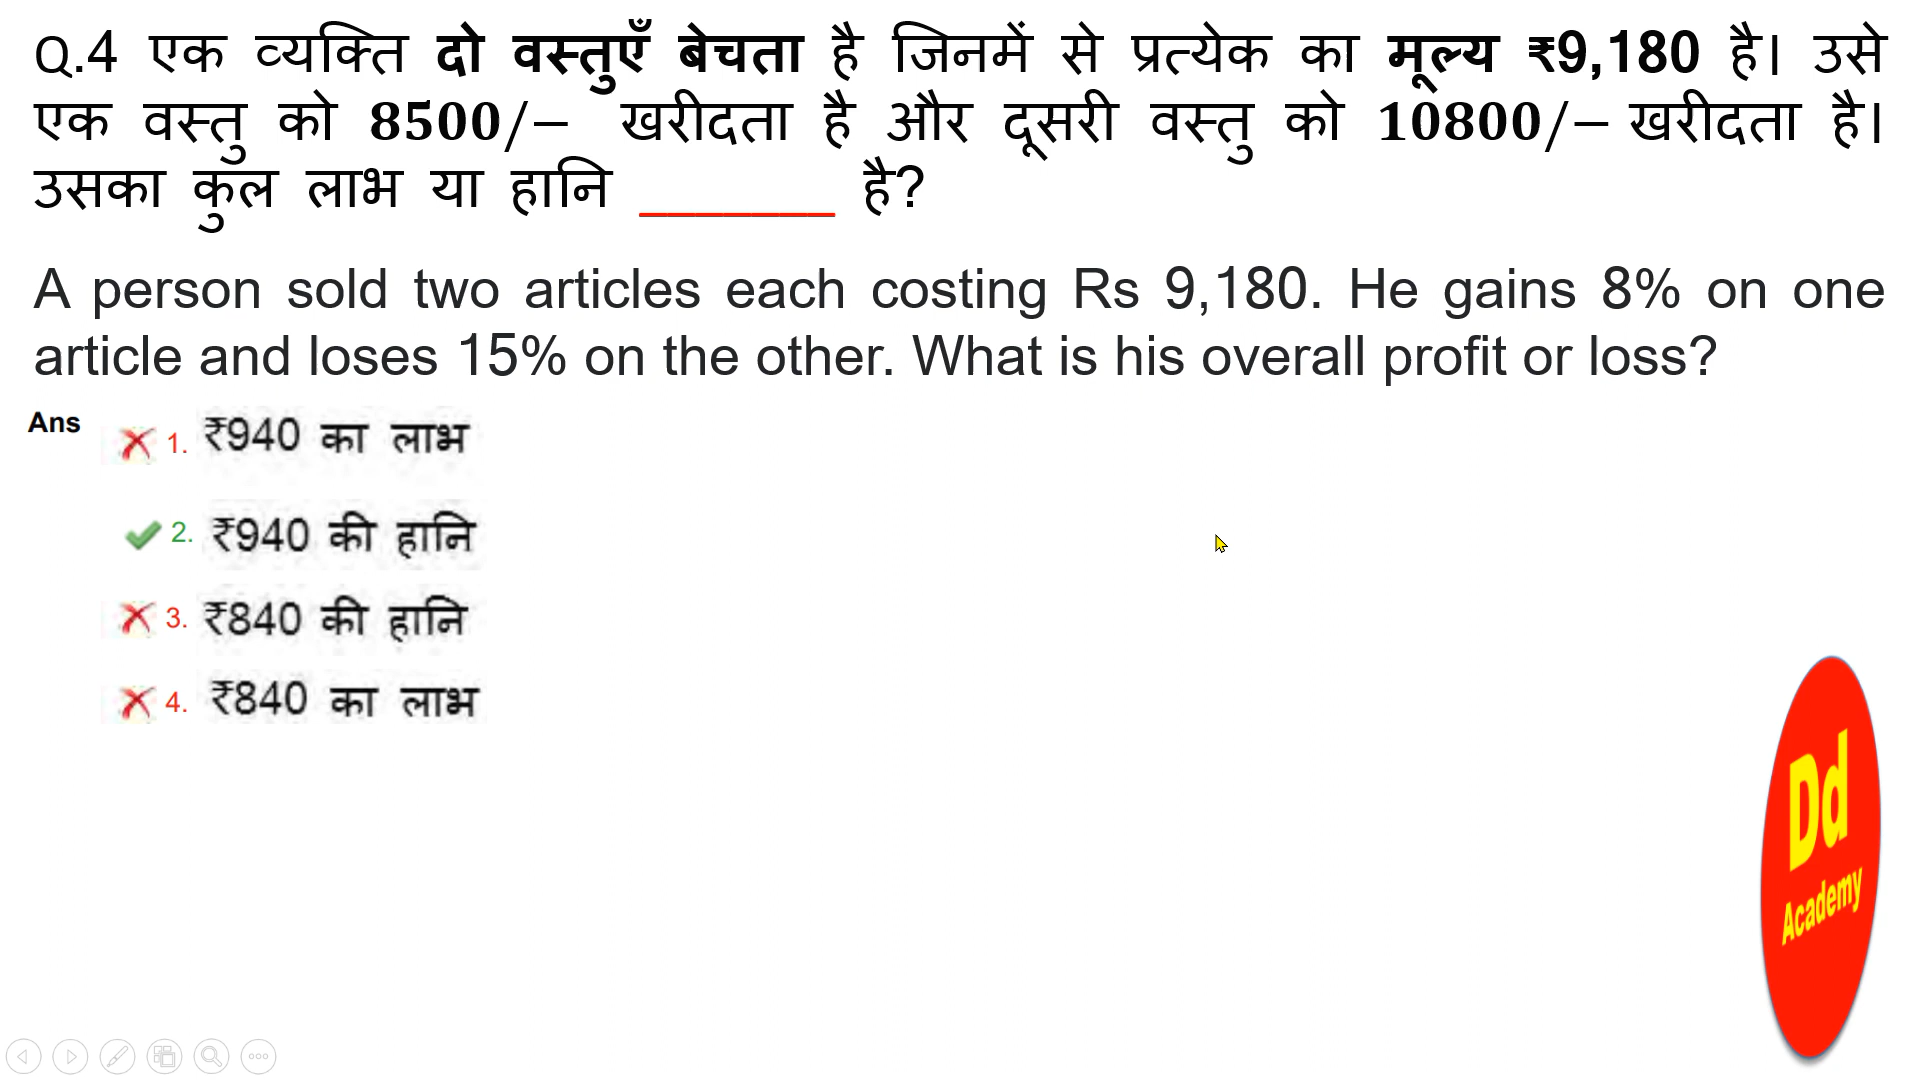 Q.4 एक व्यक्ति दो वस्तुएँ बेचता है जिनमें से प्रत्येक का मूल्य ₹9,180 है। उसे
एक वस्तु को 8500/− खरीदता है और दूसरी वस्तु को 10800/− खरीदता है।
उसका कुल लाभ या हानि _______ है?
A person sold two articles each costing Rs 9,180. He gains 8% on one
article and loses 15% on the other. What is his overall profit or loss?
Ans
1. ₹940 का लाभ
2. ₹940 की हानि
3. ₹840 की हानि
4. ₹840 का लाभ
Dd
Academy